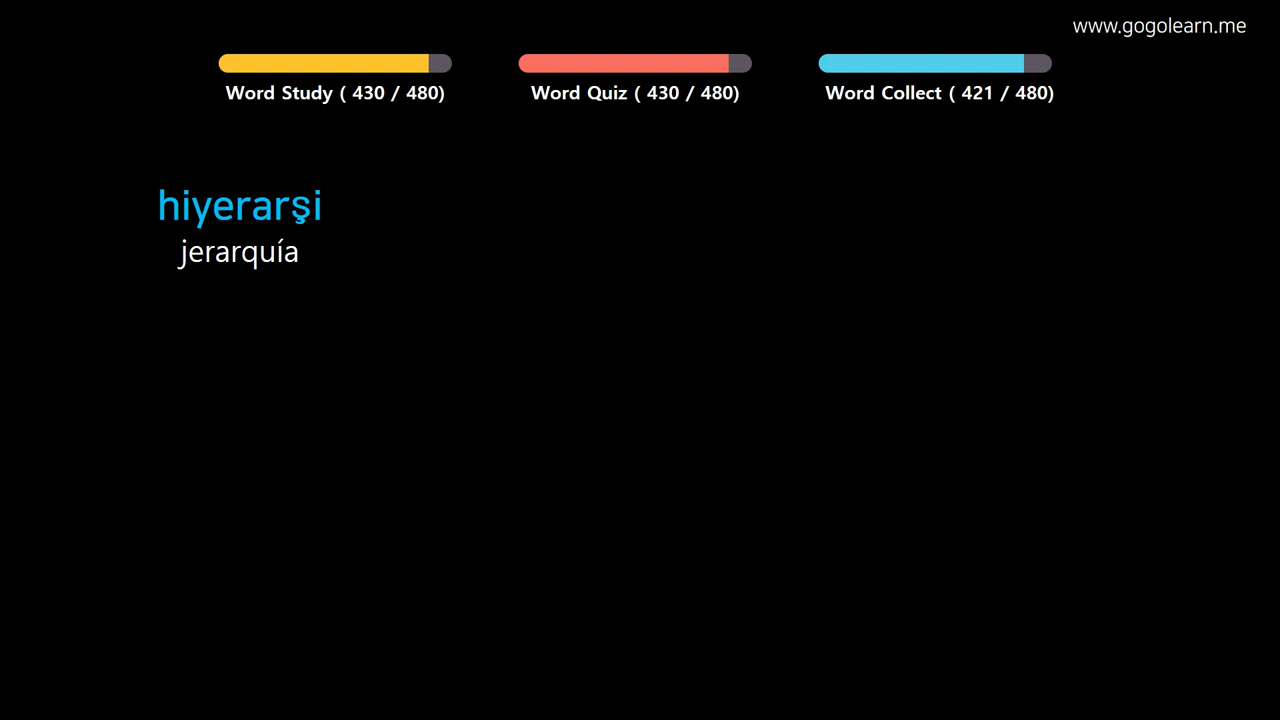 www.gogolearn.me
Word Study ( 430 / 480)
Word Quiz ( 430 / 480)
Word Collect ( 421 / 480)
hiyerarşi
jerarquía